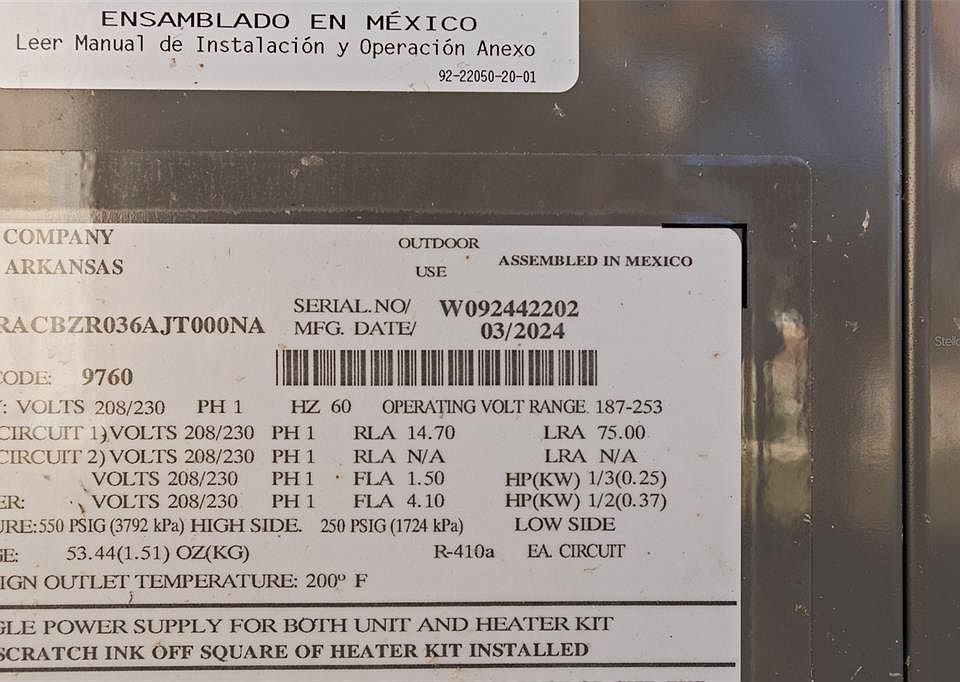 ENSAMBLADO EN MÉXICO
Leer Manual de Instalación y Operación Anexo
92-22050-20-01
COMPANY
ARKANSAS
OUTDOOR
USE
ASSEMBLED IN MEXICO
SERIAL.NO/ W092442202
RACBZR036AJT000NA MFG. DATE/ 03/2024
CODE: 9760
: VOLTS 208/230 PH 1 HZ 60 OPERATING VOLT RANGE 187-253
CIRCUIT 1) VOLTS 208/230 PH 1 RLA 14.70 LRA 75.00
CIRCUIT 2) VOLTS 208/230 PH 1 RLA N/A LRA N/A
VOLTS 208/230 PH 1 FLA 1.50 HP(KW) 1/3(0.25)
ER: VOLTS 208/230 PH 1 FLA 4.10 HP(KW) 1/2(0.37)
URE:550 PSIG (3792 kPa) HIGH SIDE. 250 PSIG (1724 kPa) LOW SIDE
GE: 53.44(1.51) OZ(KG) R-410a EA. CIRCUIT
IGN OUTLET TEMPERATURE: 200º F
GLE POWER SUPPLY FOR BOTH UNIT AND HEATER KIT
SCRATCH INK OFF SQUARE OF HEATER KIT INSTALLED
Stell